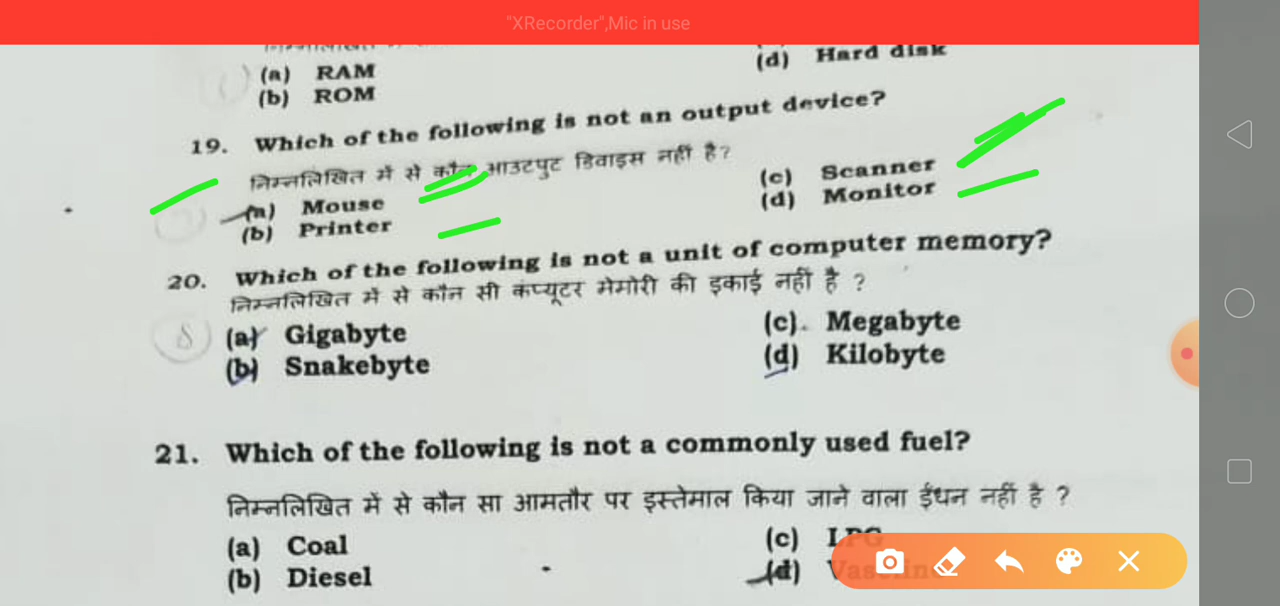 "XRecorder",Mic in use
(a) RAM
(b) ROM
(d) Hard disk
19. Which of the following is not an output device?
निम्नलिखित में से कौन आउटपुट डिवाइस नहीं है?
(a) Mouse
(b) Printer
(c) Scanner
(d) Monitor
20. Which of the following is not a unit of computer memory?
निम्नलिखित में से कौन सी कंप्यूटर मेमोरी की इकाई नहीं है ?
(a) Gigabyte
(b) Snakebyte
(c). Megabyte
(d) Kilobyte
21. Which of the following is not a commonly used fuel?
निम्नलिखित में से कौन सा आमतौर पर इस्तेमाल किया जाने वाला ईंधन नहीं है ?
(a) Coal
(b) Diesel
(c) LPG
(d) Vaseline